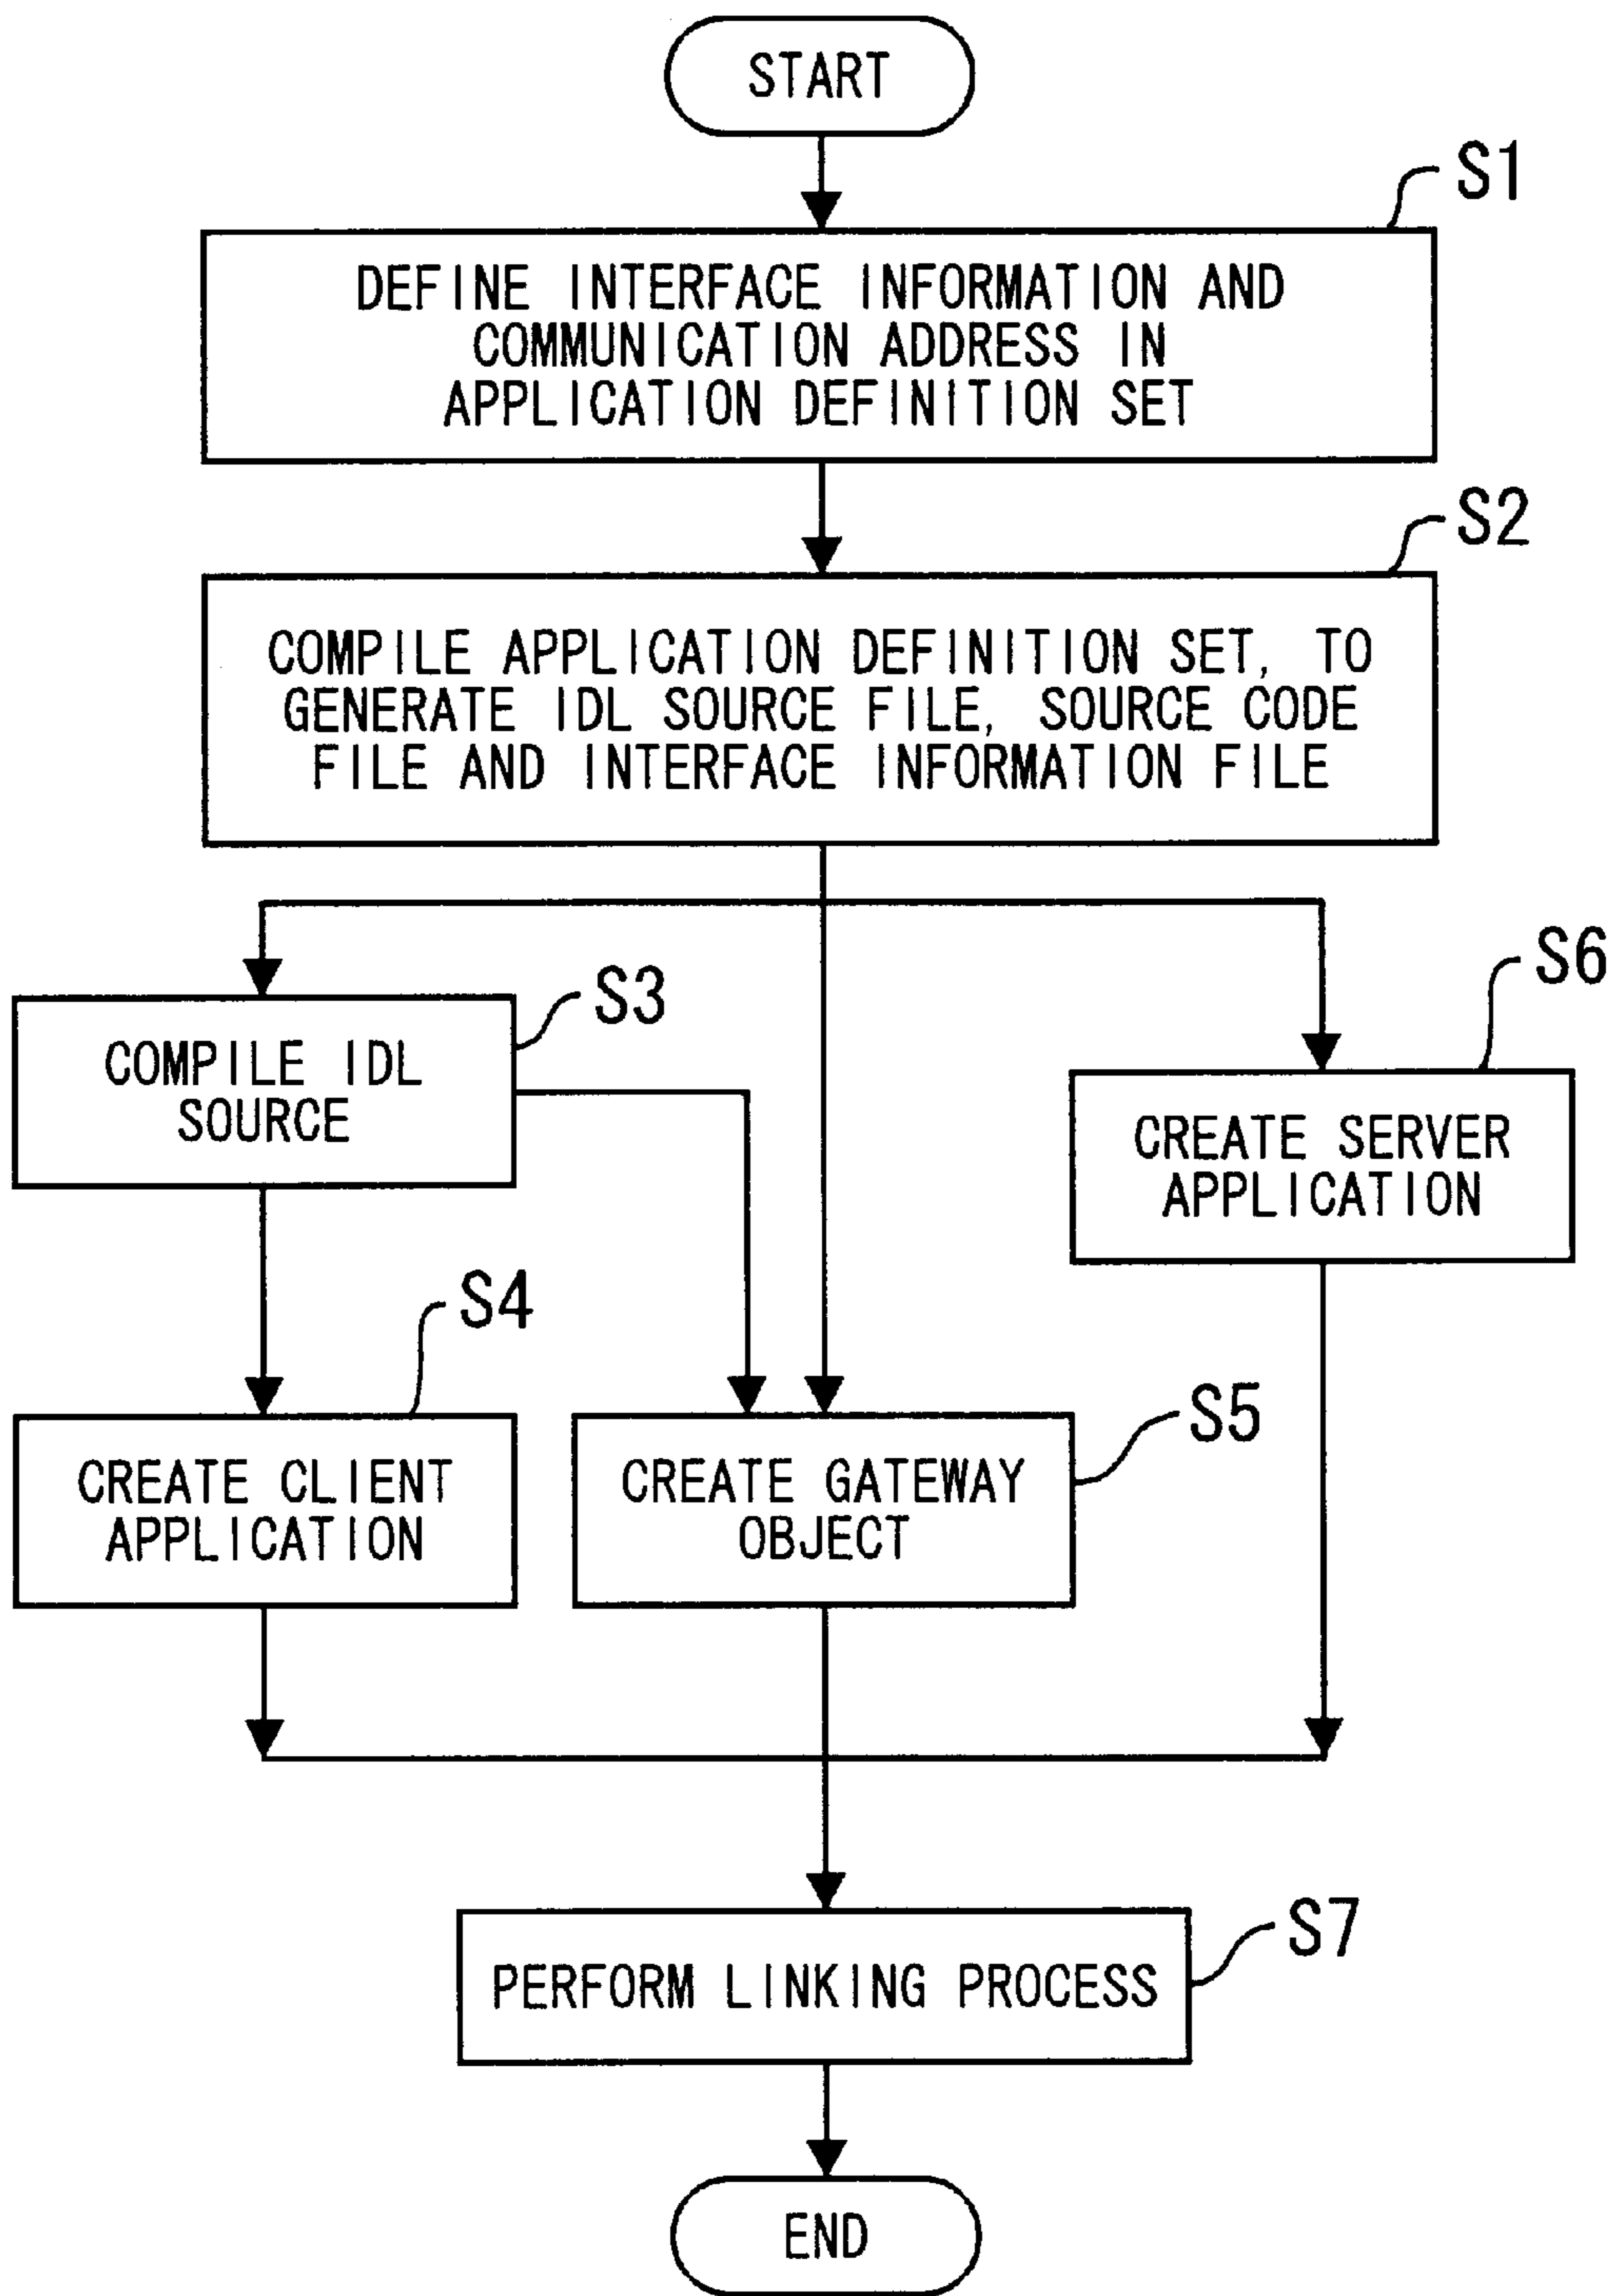 START
S1
DEFINE INTERFACE INFORMATION AND
COMMUNICATION ADDRESS IN
APPLICATION DEFINITION SET
S2
COMPILE APPLICATION DEFINITION SET, TO
GENERATE IDL SOURCE FILE, SOURCE CODE
FILE AND INTERFACE INFORMATION FILE
S3
COMPILE IDL
SOURCE
S6
CREATE SERVER
APPLICATION
S4
CREATE CLIENT
APPLICATION
S5
CREATE GATEWAY
OBJECT
S7
PERFORM LINKING PROCESS
END